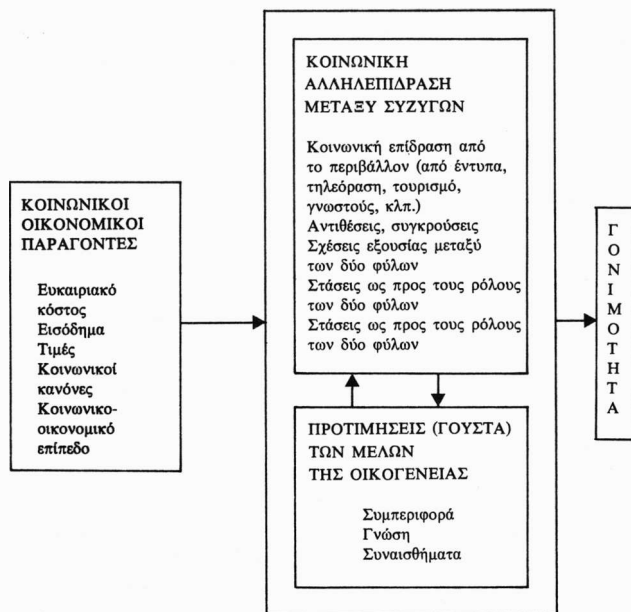 ΚΟΙΝΩΝΙΚΟΙ
ΟΙΚΟΝΟΜΙΚΟΙ
ΠΑΡΑΓΟΝΤΕΣ
Ευκαιριακό
κόστος
Εισόδημα
Τιμές
Κοινωνικοί
κανόνες
Κοινωνικο-
οικονομικό
επίπεδο
ΚΟΙΝΩΝΙΚΗ
ΑΛΛΗΛΕΠΙΔΡΑΣΗ
ΜΕΤΑΞΥ ΣΥΖΥΓΩΝ
Κοινωνική επίδραση από
το περιβάλλον (από έντυπα,
τηλεόραση, τουρισμό,
γνωστούς, κλπ.)
Αντιθέσεις, συγκρούσεις
Σχέσεις εξουσίας μεταξύ
των δύο φύλων
Στάσεις ως προς τους ρόλους
των δύο φύλων
Στάσεις ως προς τους ρόλους
των δύο φύλων
ΠΡΟΤΙΜΗΣΕΙΣ (ΓΟΥΣΤΑ)
ΤΩΝ ΜΕΛΩΝ
ΤΗΣ ΟΙΚΟΓΕΝΕΙΑΣ
Συμπεριφορά
Γνώση
Συναισθήματα
ΓΟΝΙΜΟΤΗΤΑ